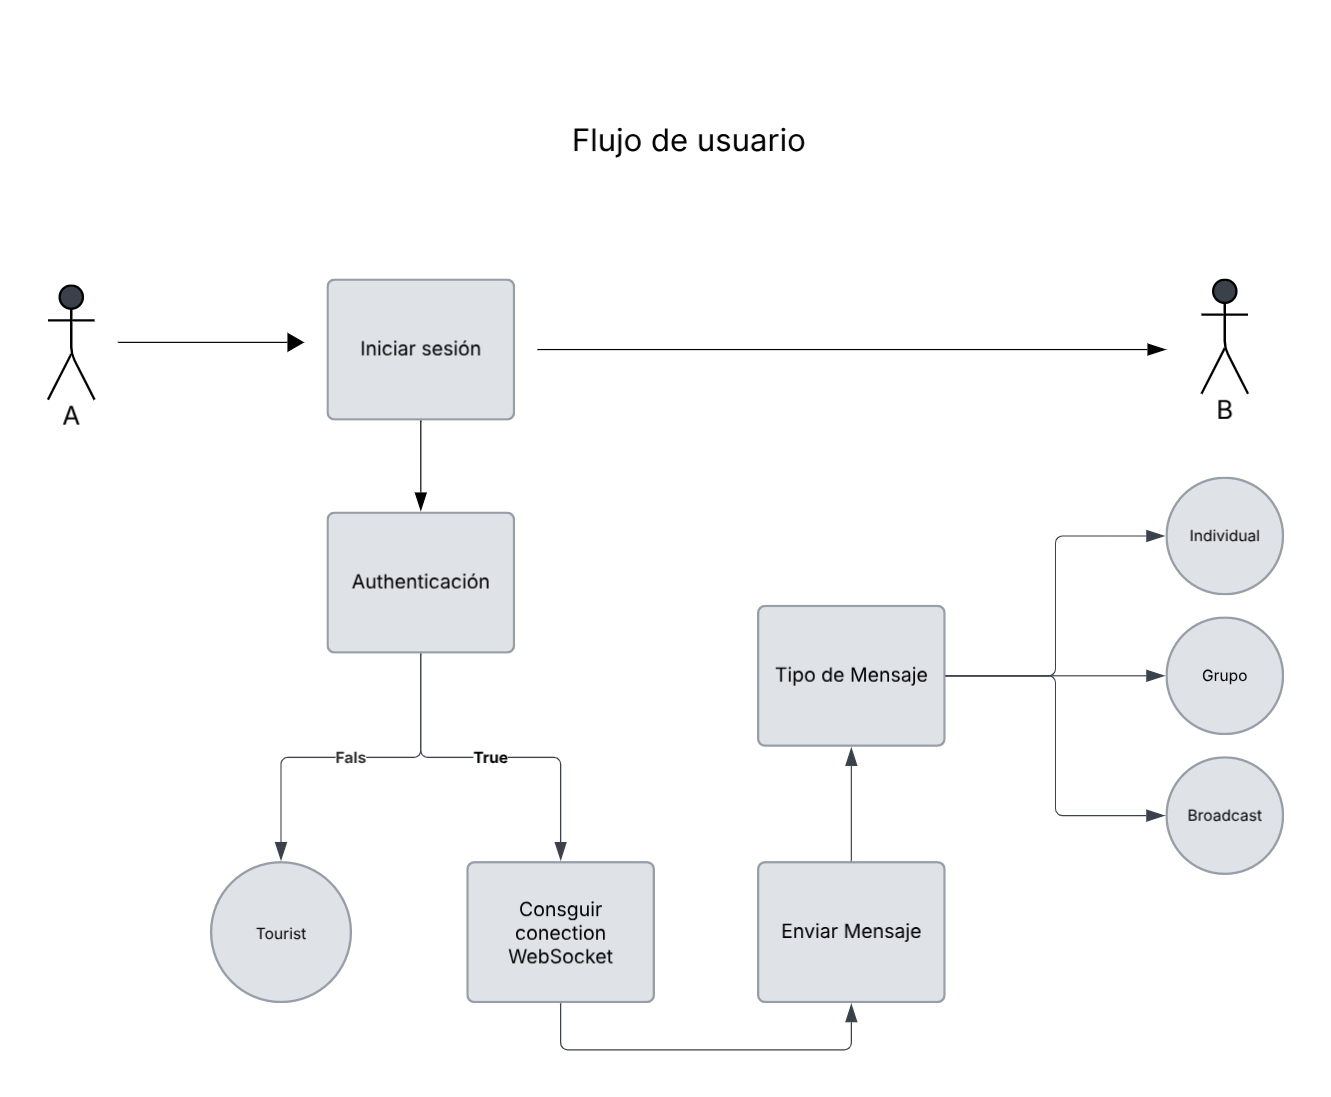 Flujo de usuario
A
Iniciar sesión
B
Authenticación
Individual
Tipo de Mensaje
Grupo
Fals
True
Broadcast
Tourist
Consguir
conection
WebSocket
Enviar Mensaje